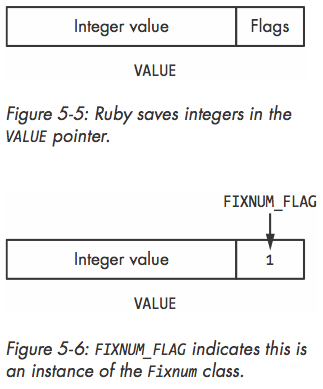 Integer value Flags
VALUE
Figure 5-5: Ruby saves integers in the
VALUE pointer.
FIXNUM_FLAG
Integer value 1
VALUE
Figure 5-6: FIXNUM_FLAG indicates this is
an instance of the Fixnum class.